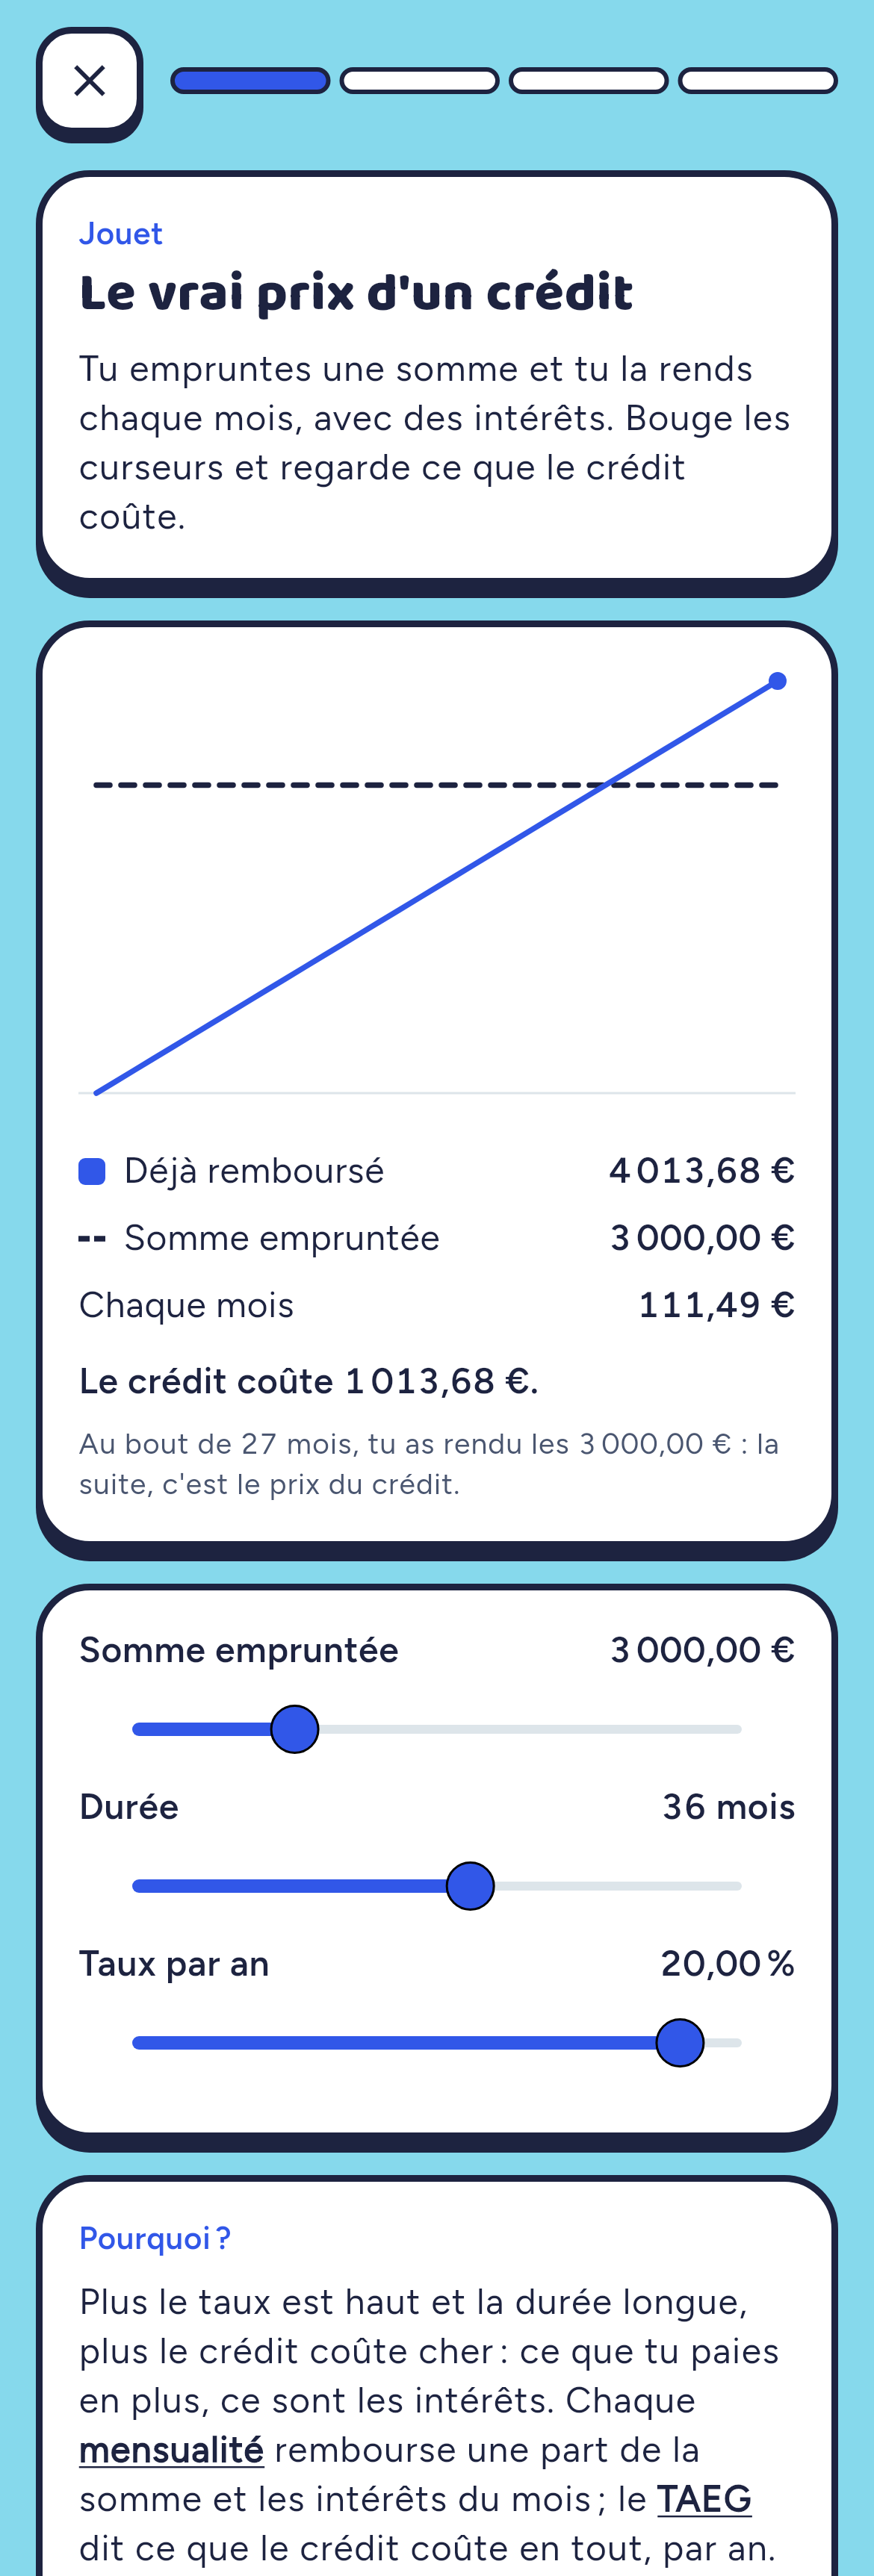 Jouet
Le vrai prix d'un crédit
Tu empruntes une somme et tu la rends
chaque mois, avec des intérêts. Bouge les
curseurs et regarde ce que le crédit
coûte.
Déjà remboursé 4 013,68 €
Somme empruntée 3 000,00 €
Chaque mois 111,49 €
Le crédit coûte 1 013,68 €.
Au bout de 27 mois, tu as rendu les 3 000,00 € : la
suite, c'est le prix du crédit.
Somme empruntée 3 000,00 €
Durée 36 mois
Taux par an 20,00 %
Pourquoi ?
Plus le taux est haut et la durée longue,
plus le crédit coûte cher : ce que tu paies
en plus, ce sont les intérêts. Chaque
mensualité rembourse une part de la
somme et les intérêts du mois ; le TAEG
dit ce que le crédit coûte en tout, par an.